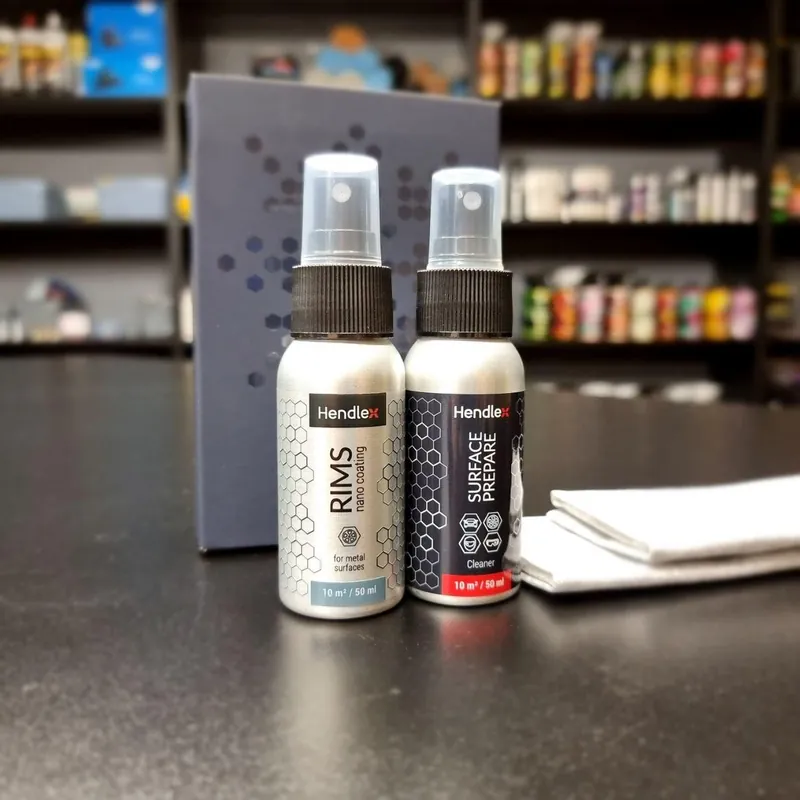 Hendlex
RIMS
nano coating
for metal
surfaces
10 m² / 50 ml
Hendlex
SURFACE
PREPARE
Cleaner
10 m² / 50 ml